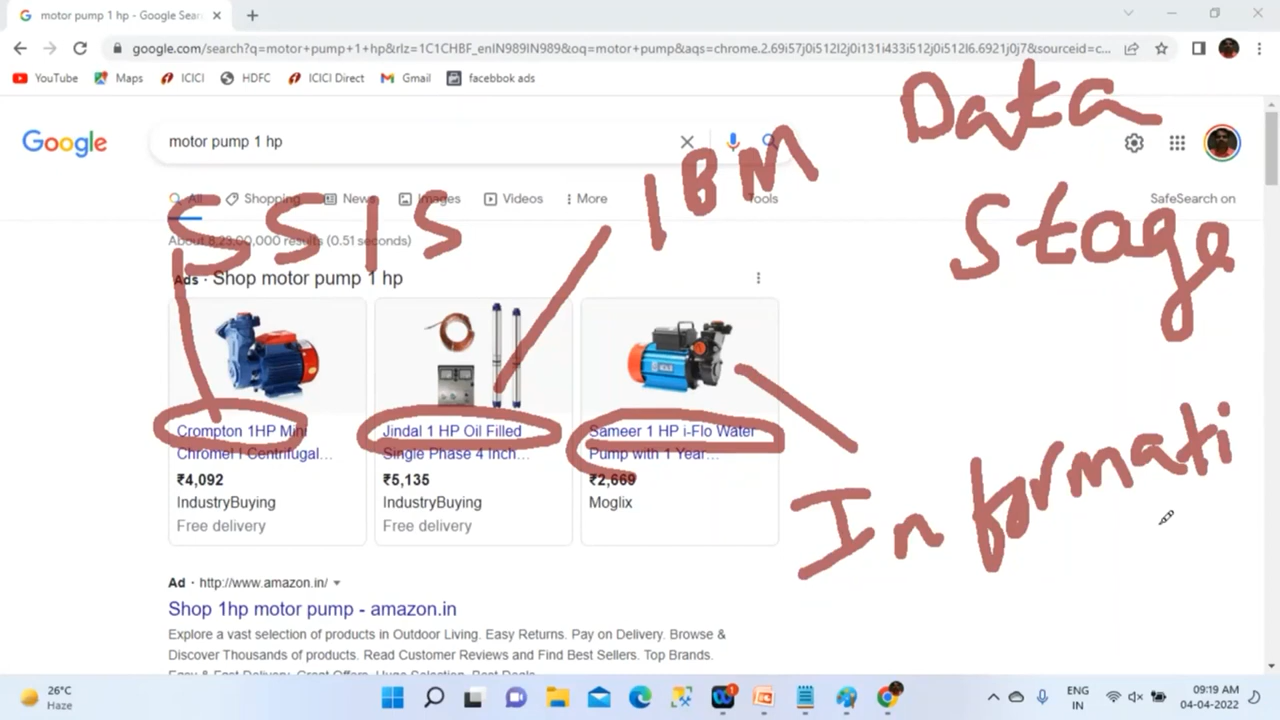 motor pump 1 hp - Google Sear
google.com/search?q=motor+pump+1+hp&rlz=1C1CHBF_enIN989IN989&oq=motor+pump&aqs=chrome.2.69i57j0i512l2j0i131i433i512j0i512l6.6921j0j7&sourceid=c...
YouTube Maps ICICI HDFC ICICI Direct Gmail facebbok ads
Data
Google
motor pump 1 hp
IBM
All Shopping News Images Videos More Tools SafeSearch on
SSIS
Stage
About 8,23,00,000 results (0.51 seconds)
Ads · Shop motor pump 1 hp
Crompton 1HP Mini
Chromel I Centrifugal...
₹4,092
IndustryBuying
Free delivery
Jindal 1 HP Oil Filled
Single Phase 4 Inch...
₹5,135
IndustryBuying
Free delivery
Sameer 1 HP i-Flo Water
Pump with 1 Year...
₹2,669
Moglix
Informati
Ad · http://www.amazon.in/
Shop 1hp motor pump - amazon.in
Explore a vast selection of products in Outdoor Living. Easy Returns. Pay on Delivery. Browse &
Discover Thousands of products. Read Customer Reviews and Find Best Sellers. Top Brands.
26°C
Haze
1
ENG
IN
09:19 AM
04-04-2022